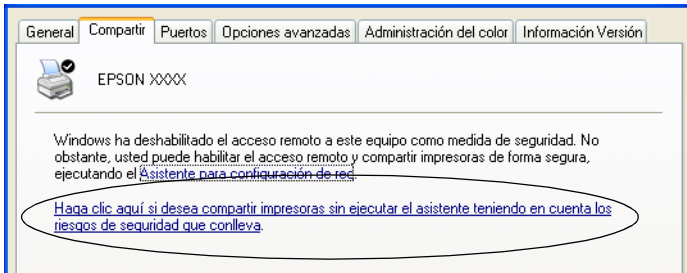 General Compartir Puertos Opciones avanzadas Administración del color Información Versión
EPSON XXXX
Windows ha deshabilitado el acceso remoto a este equipo como medida de seguridad. No
obstante, usted puede habilitar el acceso remoto y compartir impresoras de forma segura,
ejecutando el Asistente para configuración de red.
Haga clic aquí si desea compartir impresoras sin ejecutar el asistente teniendo en cuenta los
riesgos de seguridad que conlleva.